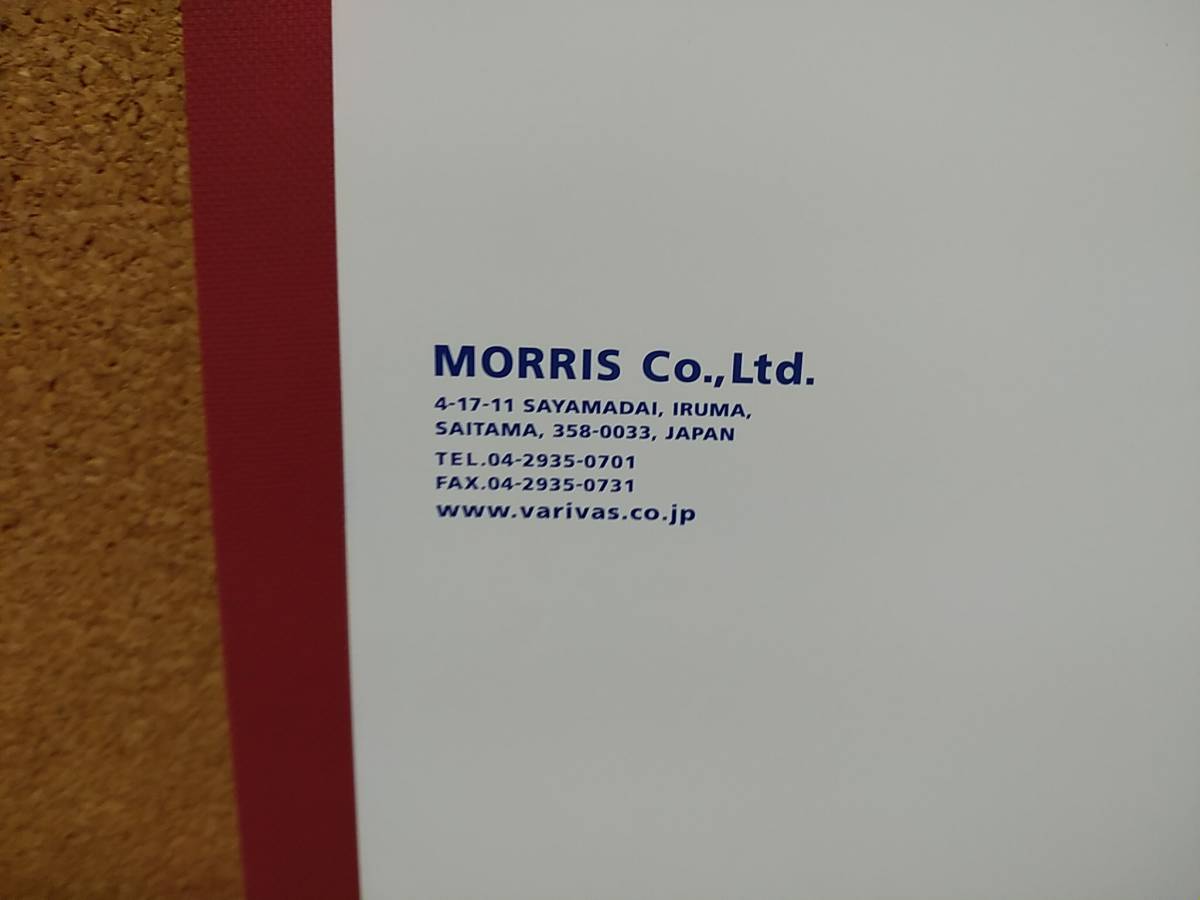 MORRIS Co.,Ltd.
4-17-11 SAYAMADAI, IRUMA,
SAITAMA, 358-0033, JAPAN
TEL.04-2935-0701
FAX.04-2935-0731
www.varivas.co.jp